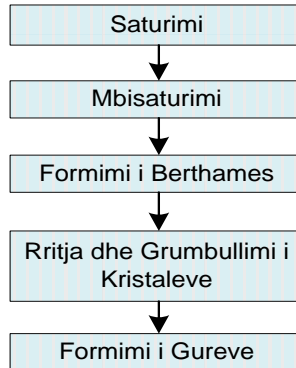 Saturimi
Mbisaturimi
Formimi i Berthames
Rritja dhe Grumbullimi i
Kristaleve
Formimi i Gureve